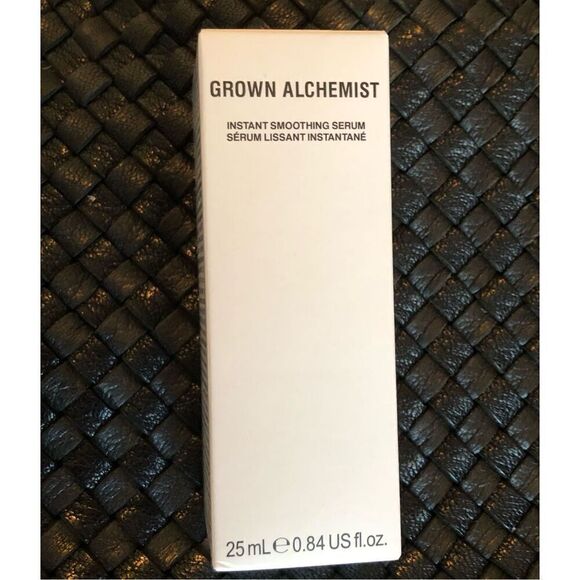 GROWN ALCHEMIST
INSTANT SMOOTHING SERUM
SÉRUM LISSANT INSTANTANÉ
25 mL ℮ 0.84 US fl.oz.